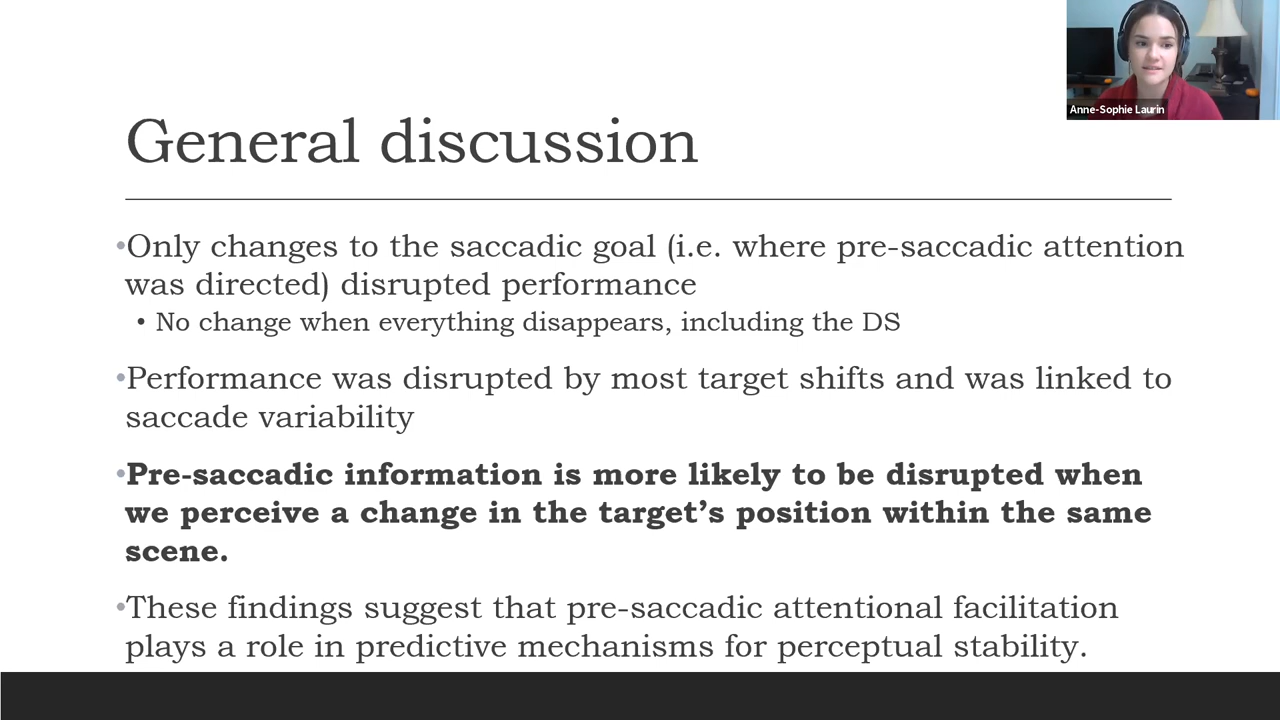 Anne-Sophie Laurin
General discussion
•Only changes to the saccadic goal (i.e. where pre-saccadic attention
was directed) disrupted performance
• No change when everything disappears, including the DS
•Performance was disrupted by most target shifts and was linked to
saccade variability
•Pre-saccadic information is more likely to be disrupted when
we perceive a change in the target’s position within the same
scene.
•These findings suggest that pre-saccadic attentional facilitation
plays a role in predictive mechanisms for perceptual stability.